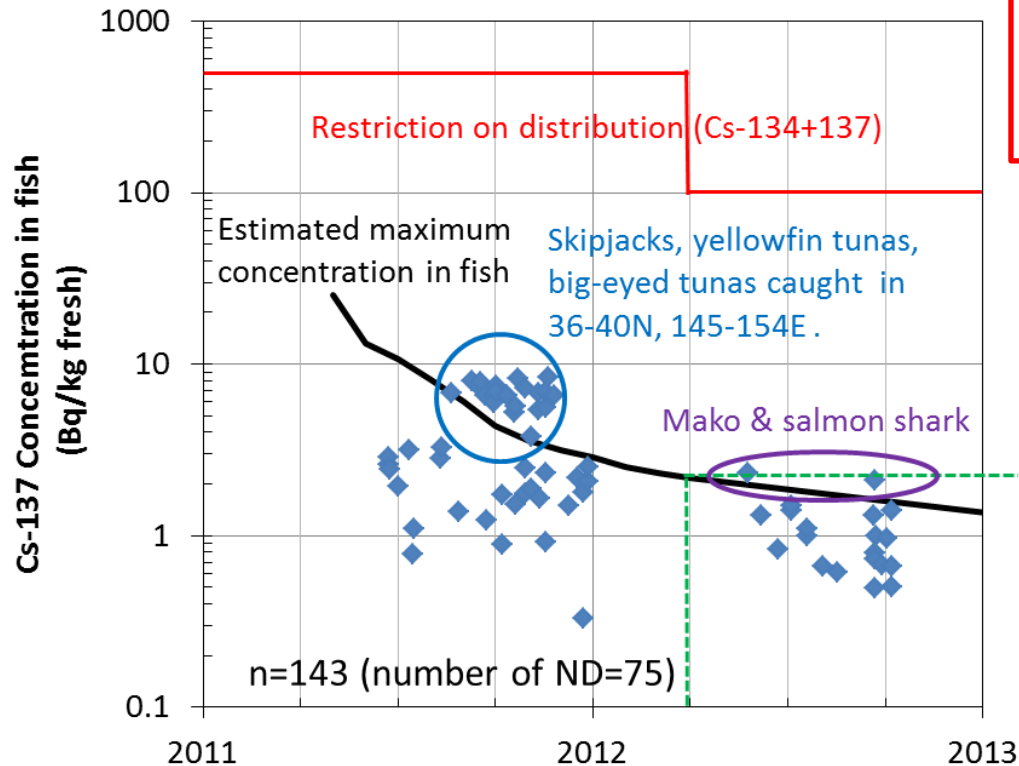 1000
Restriction on distribution (Cs-134+137)
100
Estimated maximum
concentration in fish
Skipjacks, yellowfin tunas,
big-eyed tunas caught in
36-40N, 145-154E .
Cs-137 Concemtration in fish
(Bq/kg fresh)
10
Mako & salmon shark
1
n=143 (number of ND=75)
0.1
2011
2012
2013